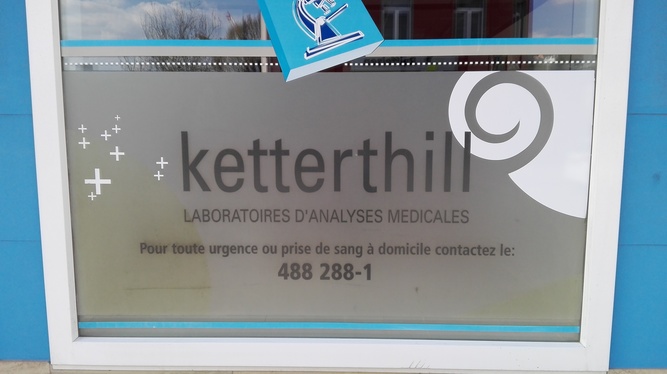 ketterthill
LABORATOIRES D'ANALYSES MEDICALES
Pour toute urgence ou prise de sang à domicile contactez le:
488 288-1